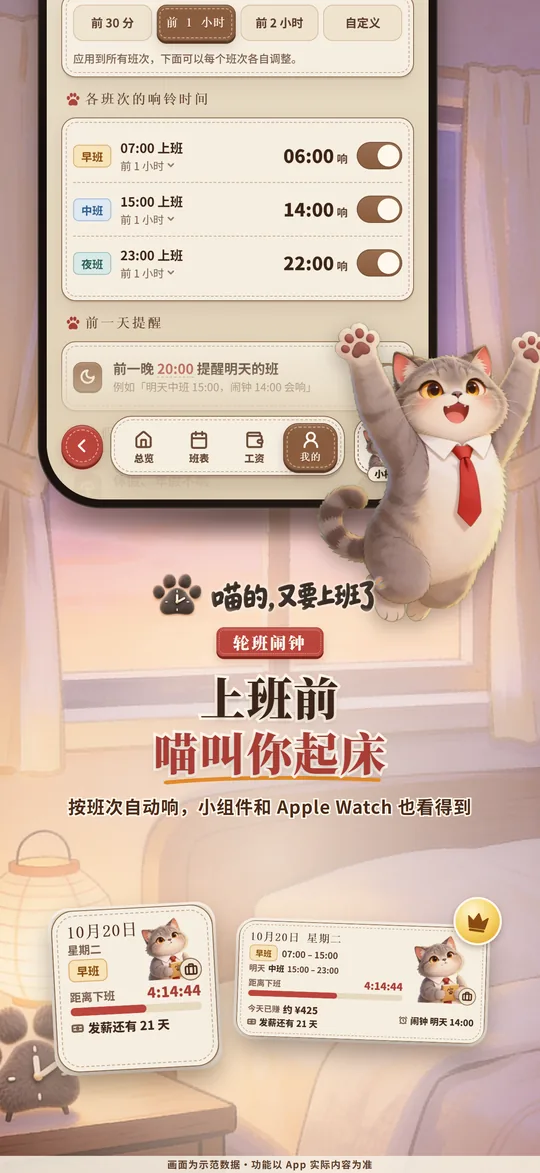 前 30 分
前 1 小时
前 2 小时
自定义
应用到所有班次，下面可以每个班次各自调整。
各班次的响铃时间
早班
07:00 上班
前 1 小时
06:00 响
中班
15:00 上班
前 1 小时
14:00 响
夜班
23:00 上班
前 1 小时
22:00 响
前一天提醒
前一晚 20:00 提醒明天的班
例如「明天中班 15:00，闹钟 14:00 会响」
总览
班表
工资
我的
喵的,又要上班了
轮班闹钟
上班前
喵叫你起床
按班次自动响，小组件和 Apple Watch 也看得到
10月20日
星期二
早班
距离下班 4:14:44
发薪还有 21 天
10月20日 星期二
早班 07:00 – 15:00
明天 中班 15:00 – 23:00
距离下班 4:14:44
今天已赚 约 ¥425
发薪还有 21 天
闹钟 明天 14:00
画面为示范数据・功能以 App 实际内容为准